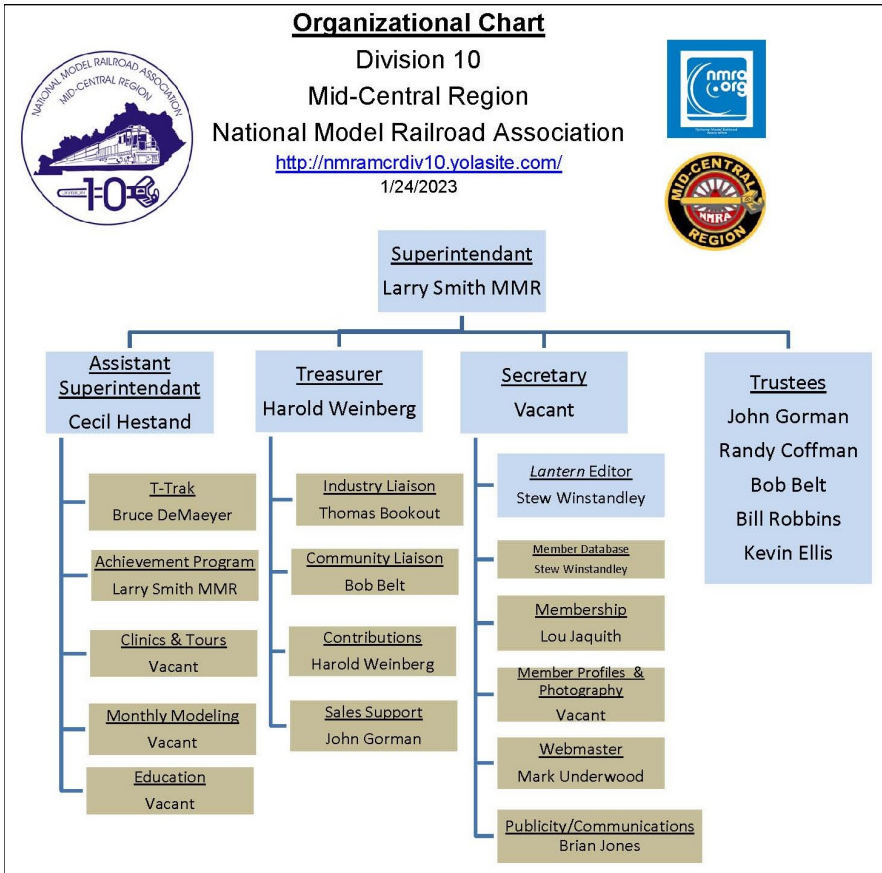 Organizational Chart
Division 10
Mid-Central Region
National Model Railroad Association
http://nmramcrdiv10.yolasite.com/
1/24/2023
NATIONAL MODEL RAILROAD ASSOCIATION
MID-CENTRAL REGION
10
nmra
.org
MID-CENTRAL
NMRA
REGION
Superintendant
Larry Smith MMR
Assistant
Superintendant
Cecil Hestand
T-Trak
Bruce DeMaeyer
Achievement Program
Larry Smith MMR
Clinics & Tours
Vacant
Monthly Modeling
Vacant
Education
Vacant
Treasurer
Harold Weinberg
Industry Liaison
Thomas Bookout
Community Liaison
Bob Belt
Contributions
Harold Weinberg
Sales Support
John Gorman
Secretary
Vacant
Lantern Editor
Stew Winstandley
Member Database
Stew Winstandley
Membership
Lou Jaquith
Member Profiles &
Photography
Vacant
Webmaster
Mark Underwood
Publicity/Communications
Brian Jones
Trustees
John Gorman
Randy Coffman
Bob Belt
Bill Robbins
Kevin Ellis